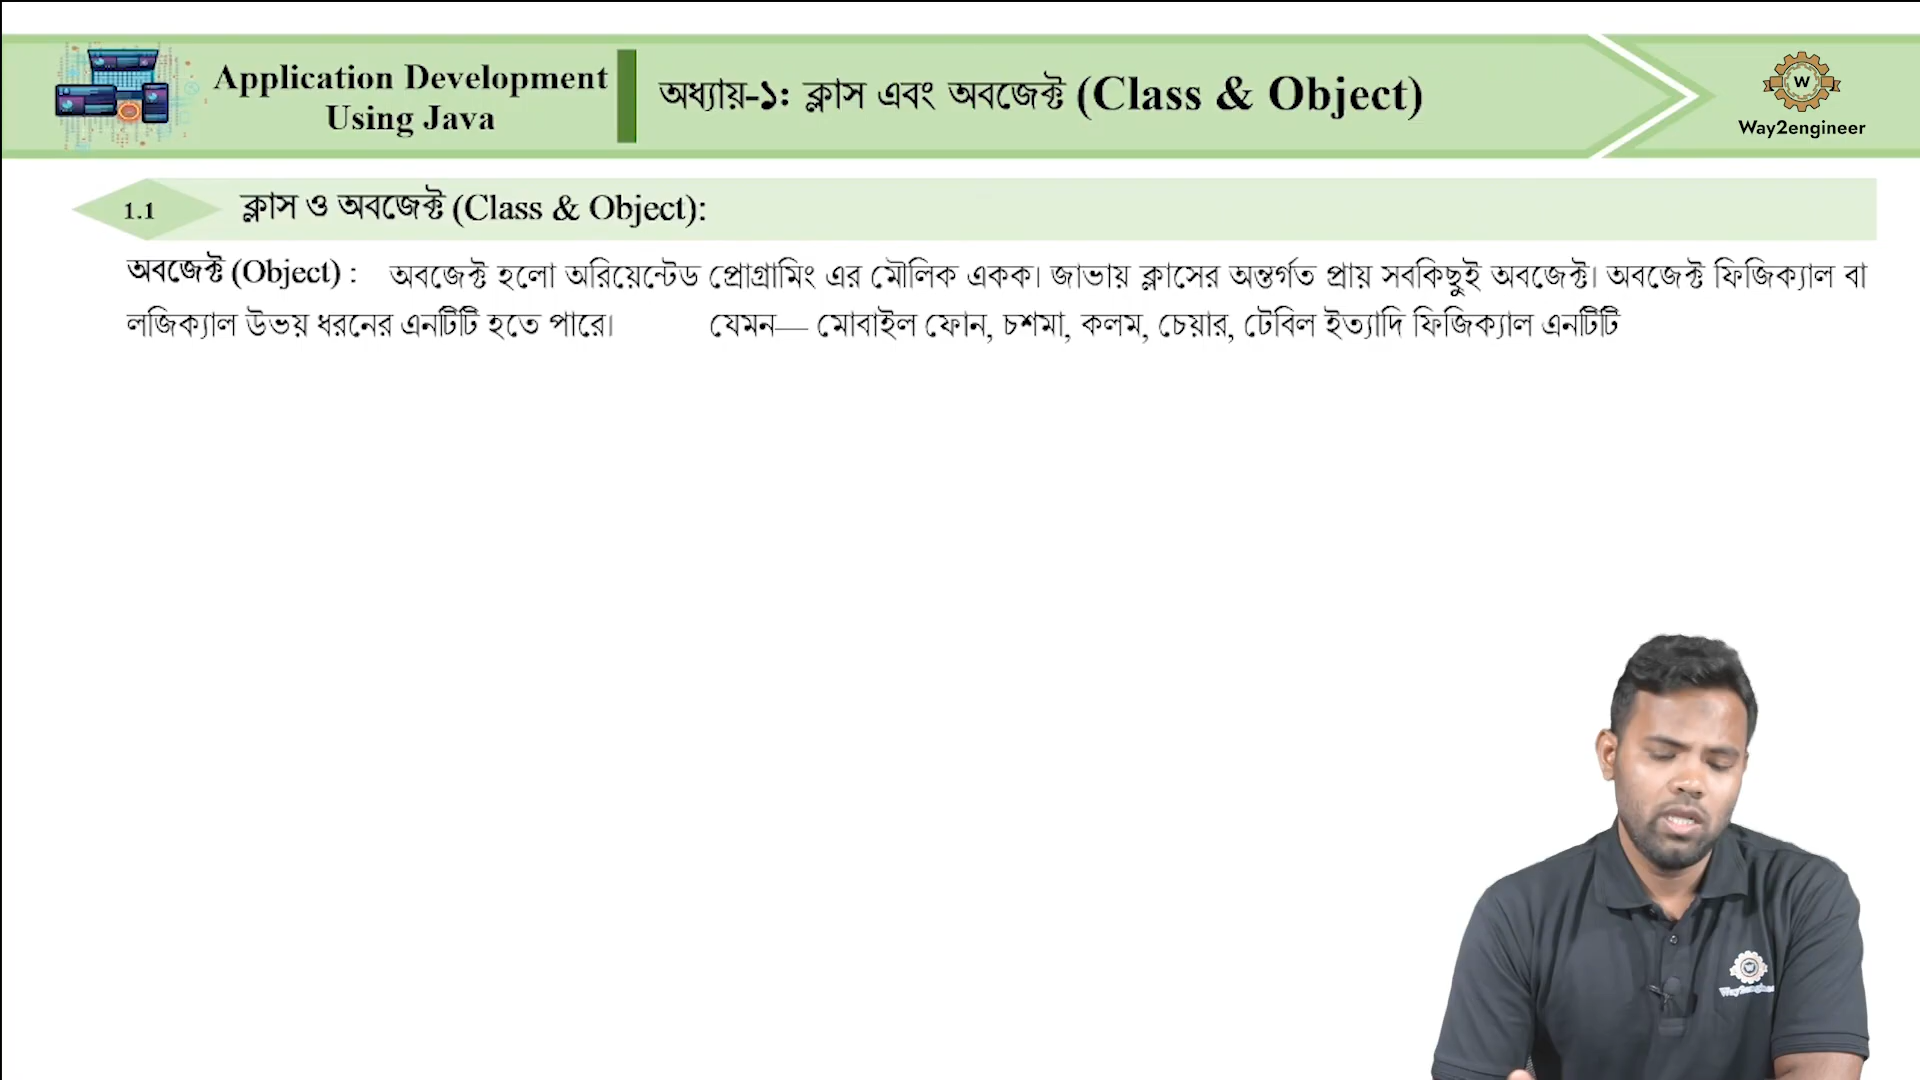 Application Development
Using Java
অধ্যায়-১: ক্লাস এবং অবজেক্ট (Class & Object)
W
Way2engineer
1.1
ক্লাস ও অবজেক্ট (Class & Object):
অবজেক্ট (Object) : অবজেক্ট হলো অরিয়েন্টেড প্রোগ্রামিং এর মৌলিক একক। জাভায় ক্লাসের অন্তর্গত প্রায় সবকিছুই অবজেক্ট। অবজেক্ট ফিজিক্যাল বা
লজিক্যাল উভয় ধরনের এনটিটি হতে পারে। যেমন— মোবাইল ফোন, চশমা, কলম, চেয়ার, টেবিল ইত্যাদি ফিজিক্যাল এনটিটি